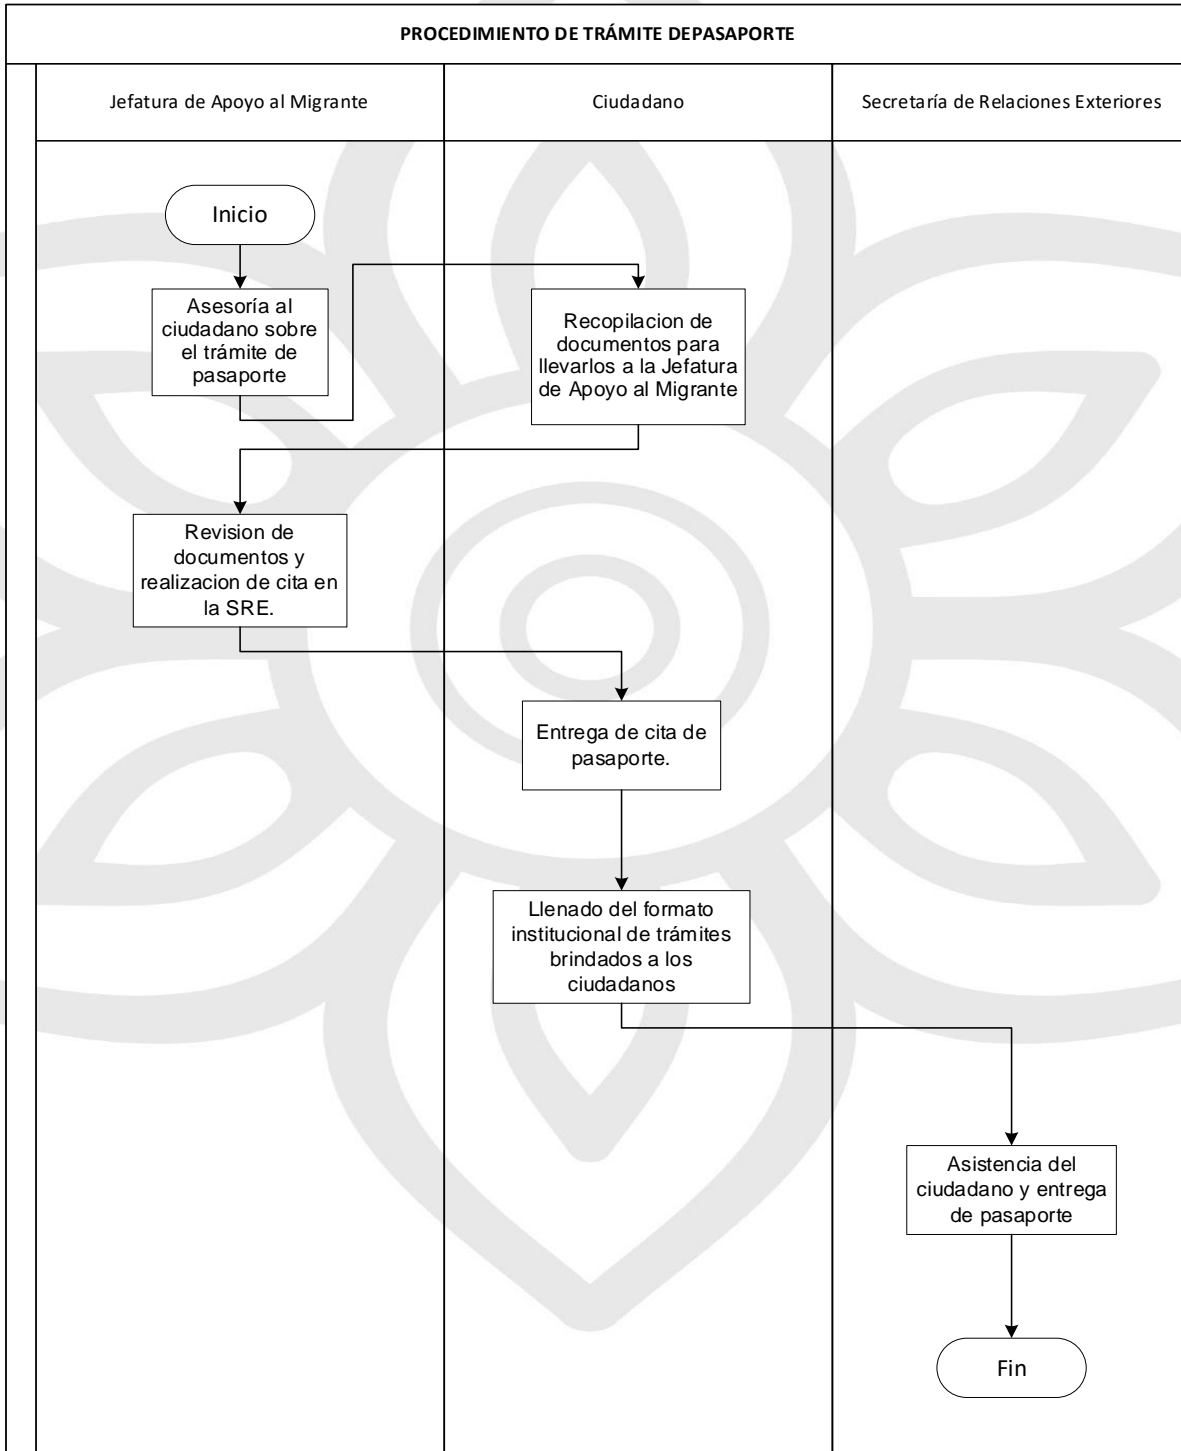 PROCEDIMIENTO DE TRÁMITE DEPASAPORTE
Jefatura de Apoyo al Migrante
Ciudadano
Secretaría de Relaciones Exteriores
Inicio
Asesoría al
ciudadano sobre
el trámite de
pasaporte
Recopilacion de
documentos para
llevarlos a la Jefatura
de Apoyo al Migrante
Revision de
documentos y
realizacion de cita en
la SRE.
Entrega de cita de
pasaporte.
Llenado del formato
institucional de trámites
brindados a los
ciudadanos
Asistencia del
ciudadano y entrega
de pasaporte
Fin